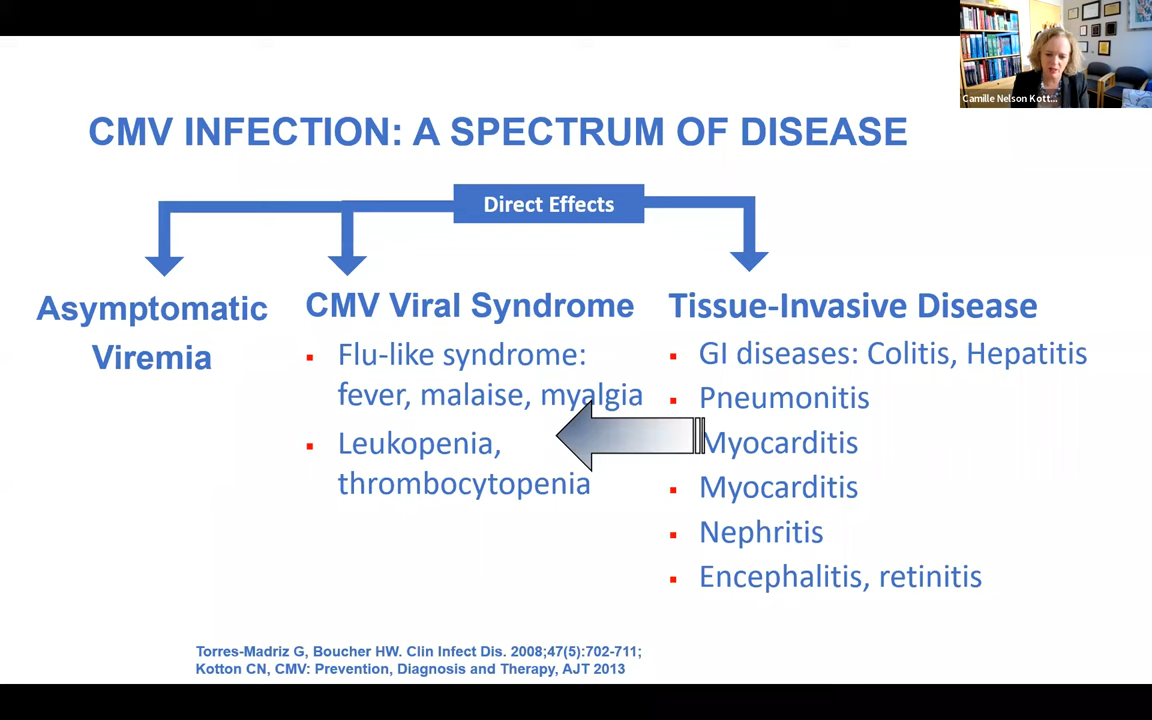 Camille Nelson Kott...
CMV INFECTION: A SPECTRUM OF DISEASE
Direct Effects
Asymptomatic
Viremia
CMV Viral Syndrome
▪ Flu-like syndrome:
fever, malaise, myalgia
▪ Leukopenia,
thrombocytopenia
Tissue-Invasive Disease
▪ GI diseases: Colitis, Hepatitis
▪ Pneumonitis
Myocarditis
▪ Myocarditis
▪ Nephritis
▪ Encephalitis, retinitis
Torres-Madriz G, Boucher HW. Clin Infect Dis. 2008;47(5):702-711;
Kotton CN, CMV: Prevention, Diagnosis and Therapy, AJT 2013